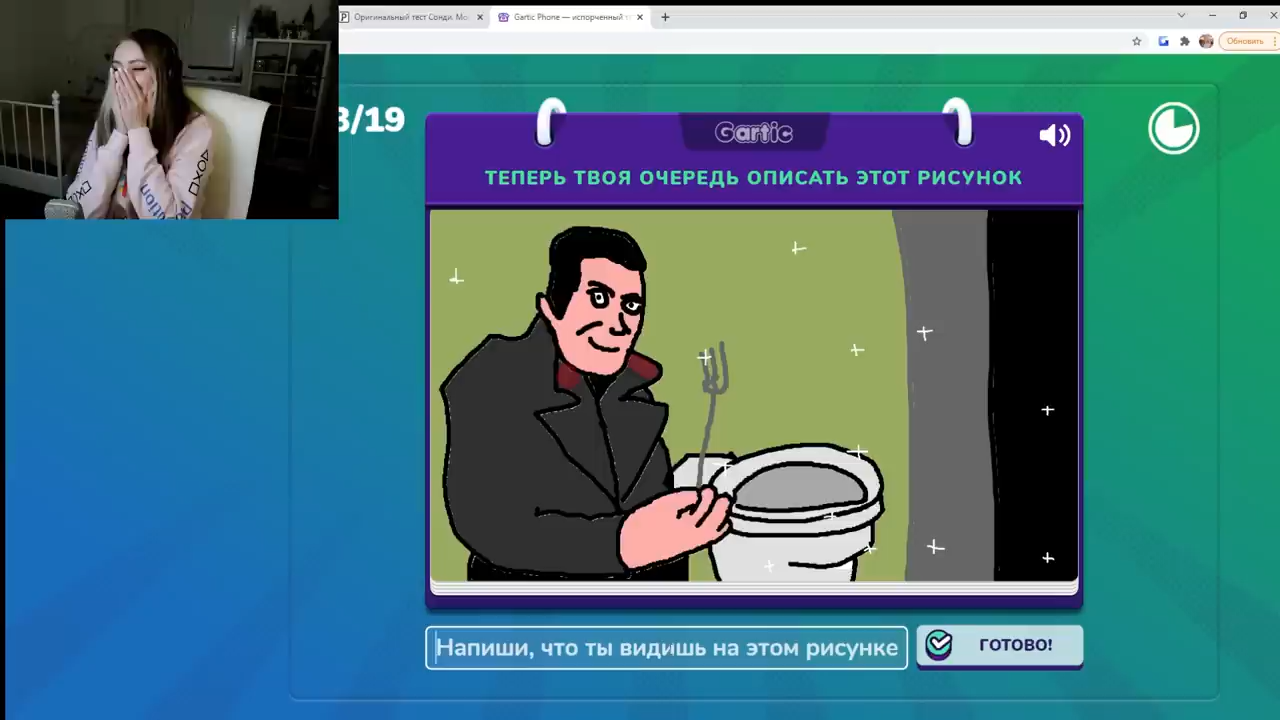 Оригинальный тест Сонди. Мо
Gartic Phone — испорченный т
Обновить
3/19
Gartic
ТЕПЕРЬ ТВОЯ ОЧЕРЕДЬ ОПИСАТЬ ЭТОТ РИСУНОК
Напиши, что ты видишь на этом рисунке
ГОТОВО!